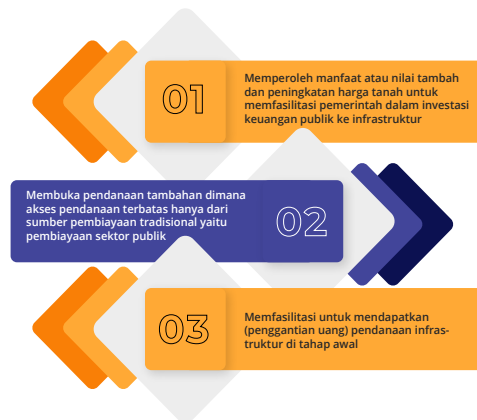 01
Memperoleh manfaat atau nilai tambah
dan peningkatan harga tanah untuk
memfasilitasi pemerintah dalam investasi
keuangan publik ke infrastruktur
Membuka pendanaan tambahan dimana
akses pendanaan terbatas hanya dari
sumber pembiayaan tradisional yaitu
pembiayaan sektor publik
02
03
Memfasilitasi untuk mendapatkan
(penggantian uang) pendanaan infras-
truktur di tahap awal